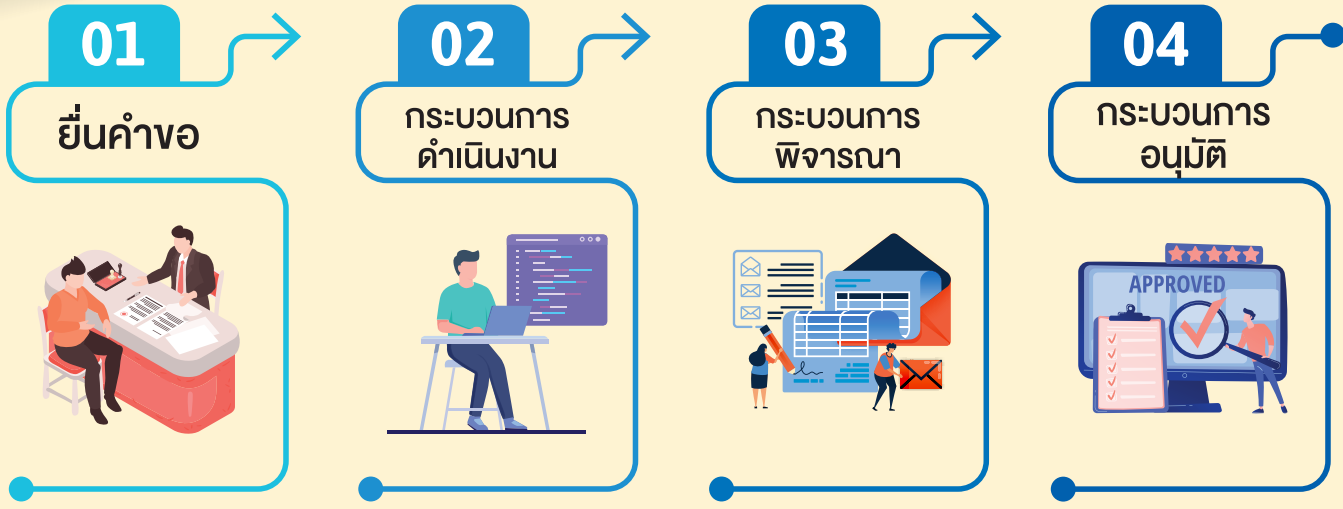 01
ยื่นคำขอ
02
กระบวนการ
ดำเนินงาน
03
กระบวนการ
พิจารณา
04
กระบวนการ
อนุมัติ
APPROVED